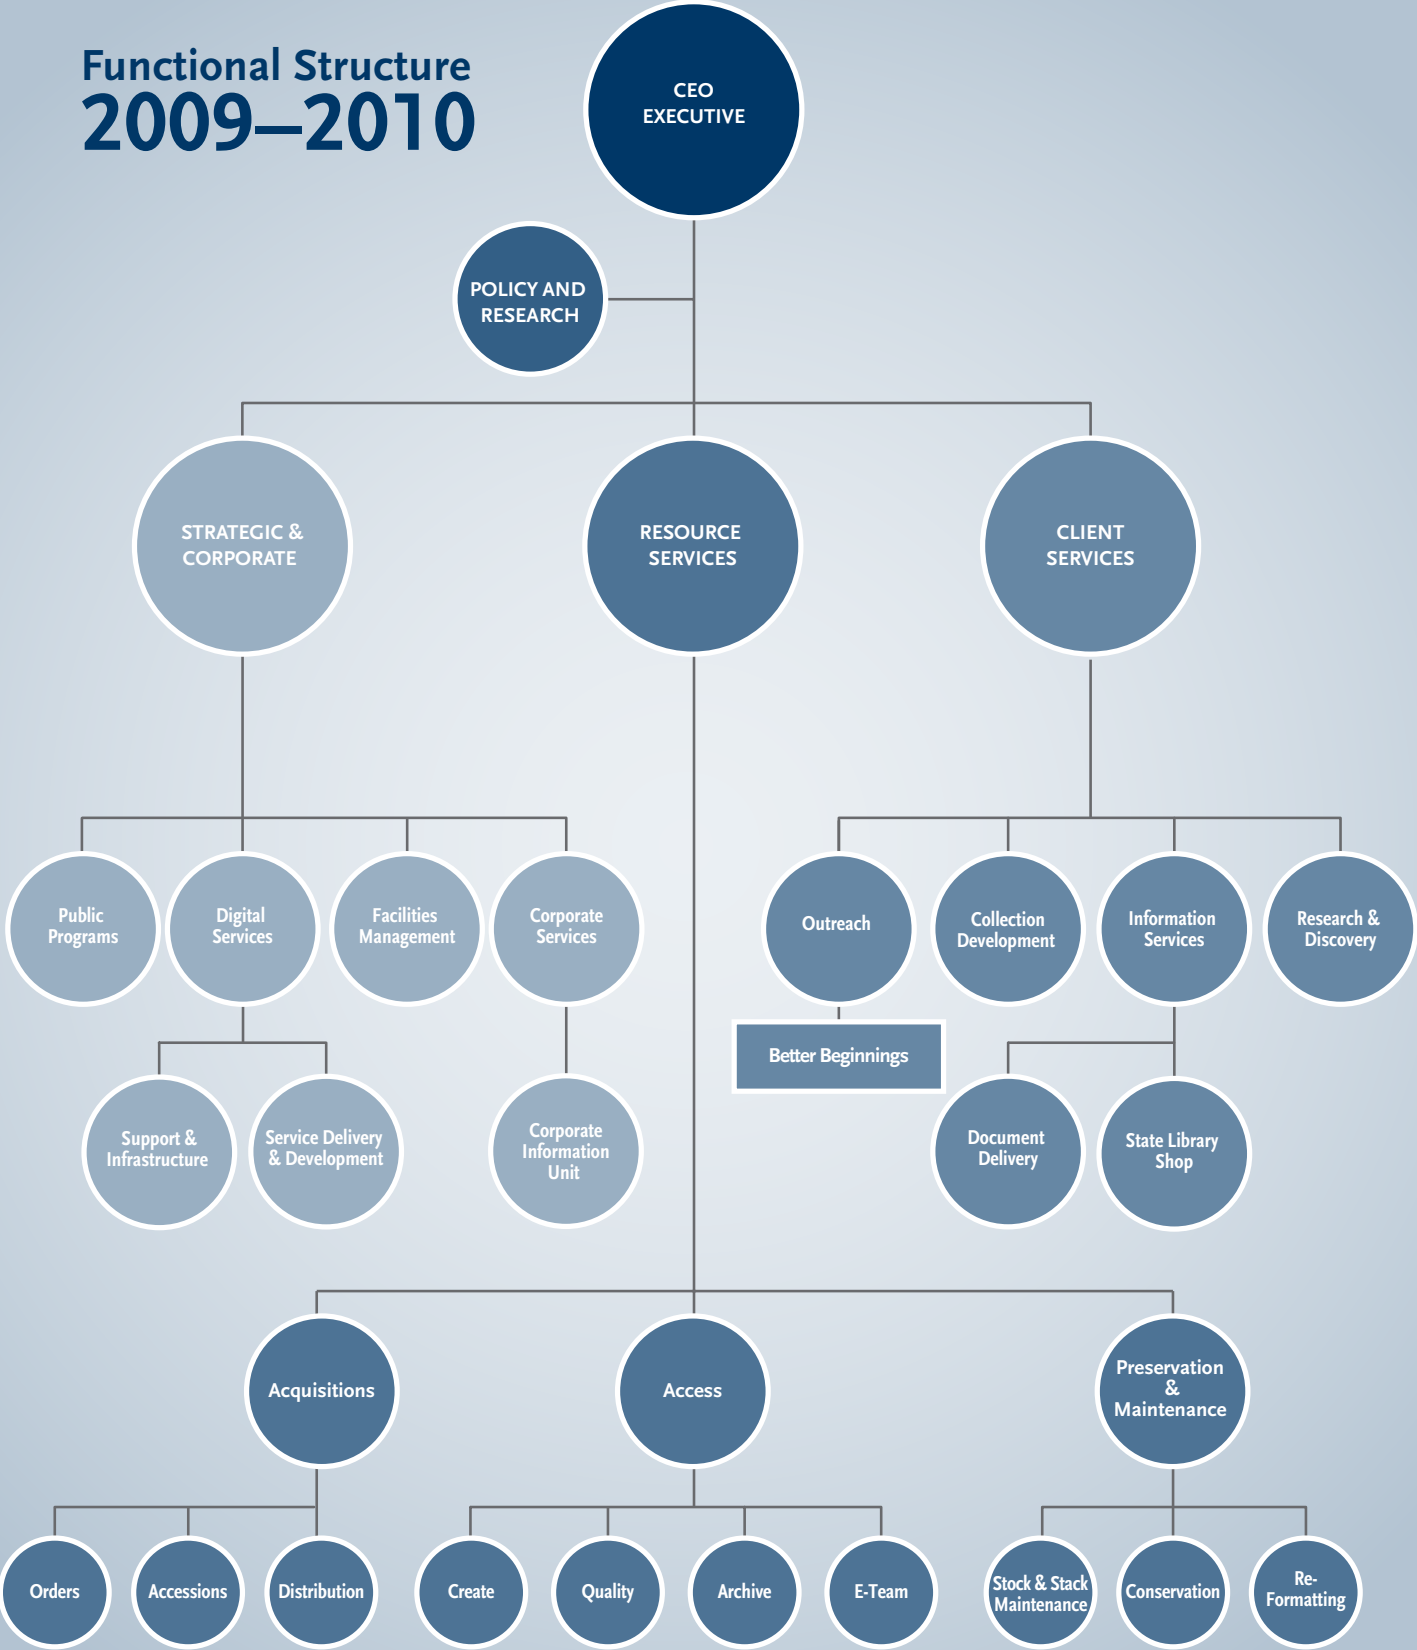 Functional Structure
2009—2010
CEO
EXECUTIVE
POLICY AND
RESEARCH
STRATEGIC &
CORPORATE
RESOURCE
SERVICES
CLIENT
SERVICES
Public
Programs
Digital
Services
Facilities
Management
Corporate
Services
Outreach
Collection
Development
Information
Services
Research &
Discovery
Better Beginnings
Support &
Infrastructure
Service Delivery
& Development
Corporate
Information
Unit
Document
Delivery
State Library
Shop
Acquisitions
Access
Preservation
&
Maintenance
Orders
Accessions
Distribution
Create
Quality
Archive
E-Team
Stock & Stack
Maintenance
Conservation
Re-
Formatting